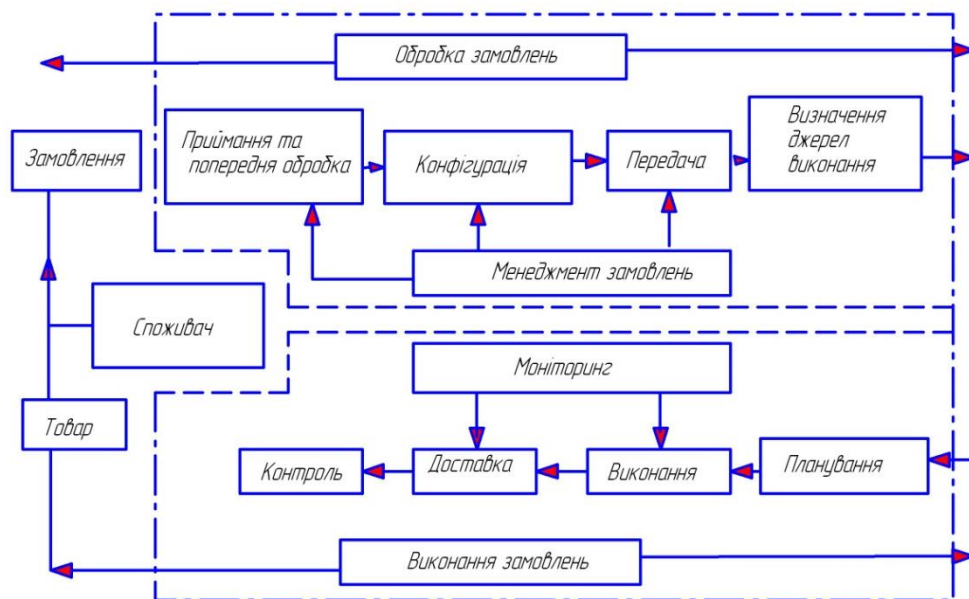 Обробка замовлень
Замовлення
Приймання та
попередня обробка
Конфігурація
Передача
Визначення
джерел
виконання
Менеджмент замовлень
Споживач
Моніторинг
Товар
Контроль
Доставка
Виконання
Планування
Виконання замовлень